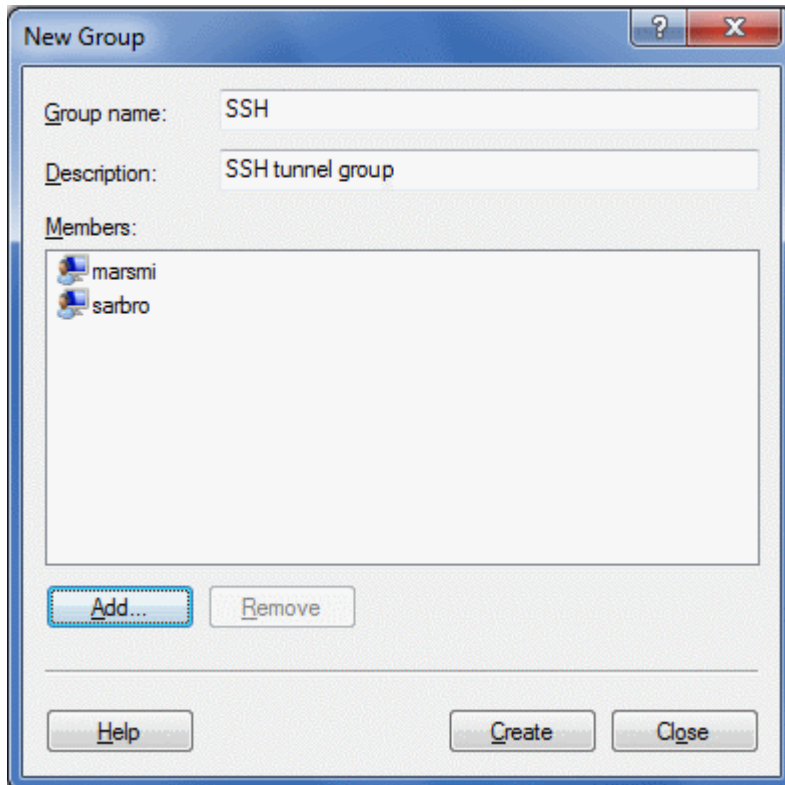 New Group
Group name: SSH
Description: SSH tunnel group
Members:
marsmi
sarbro
Add... Remove
Help Create Close